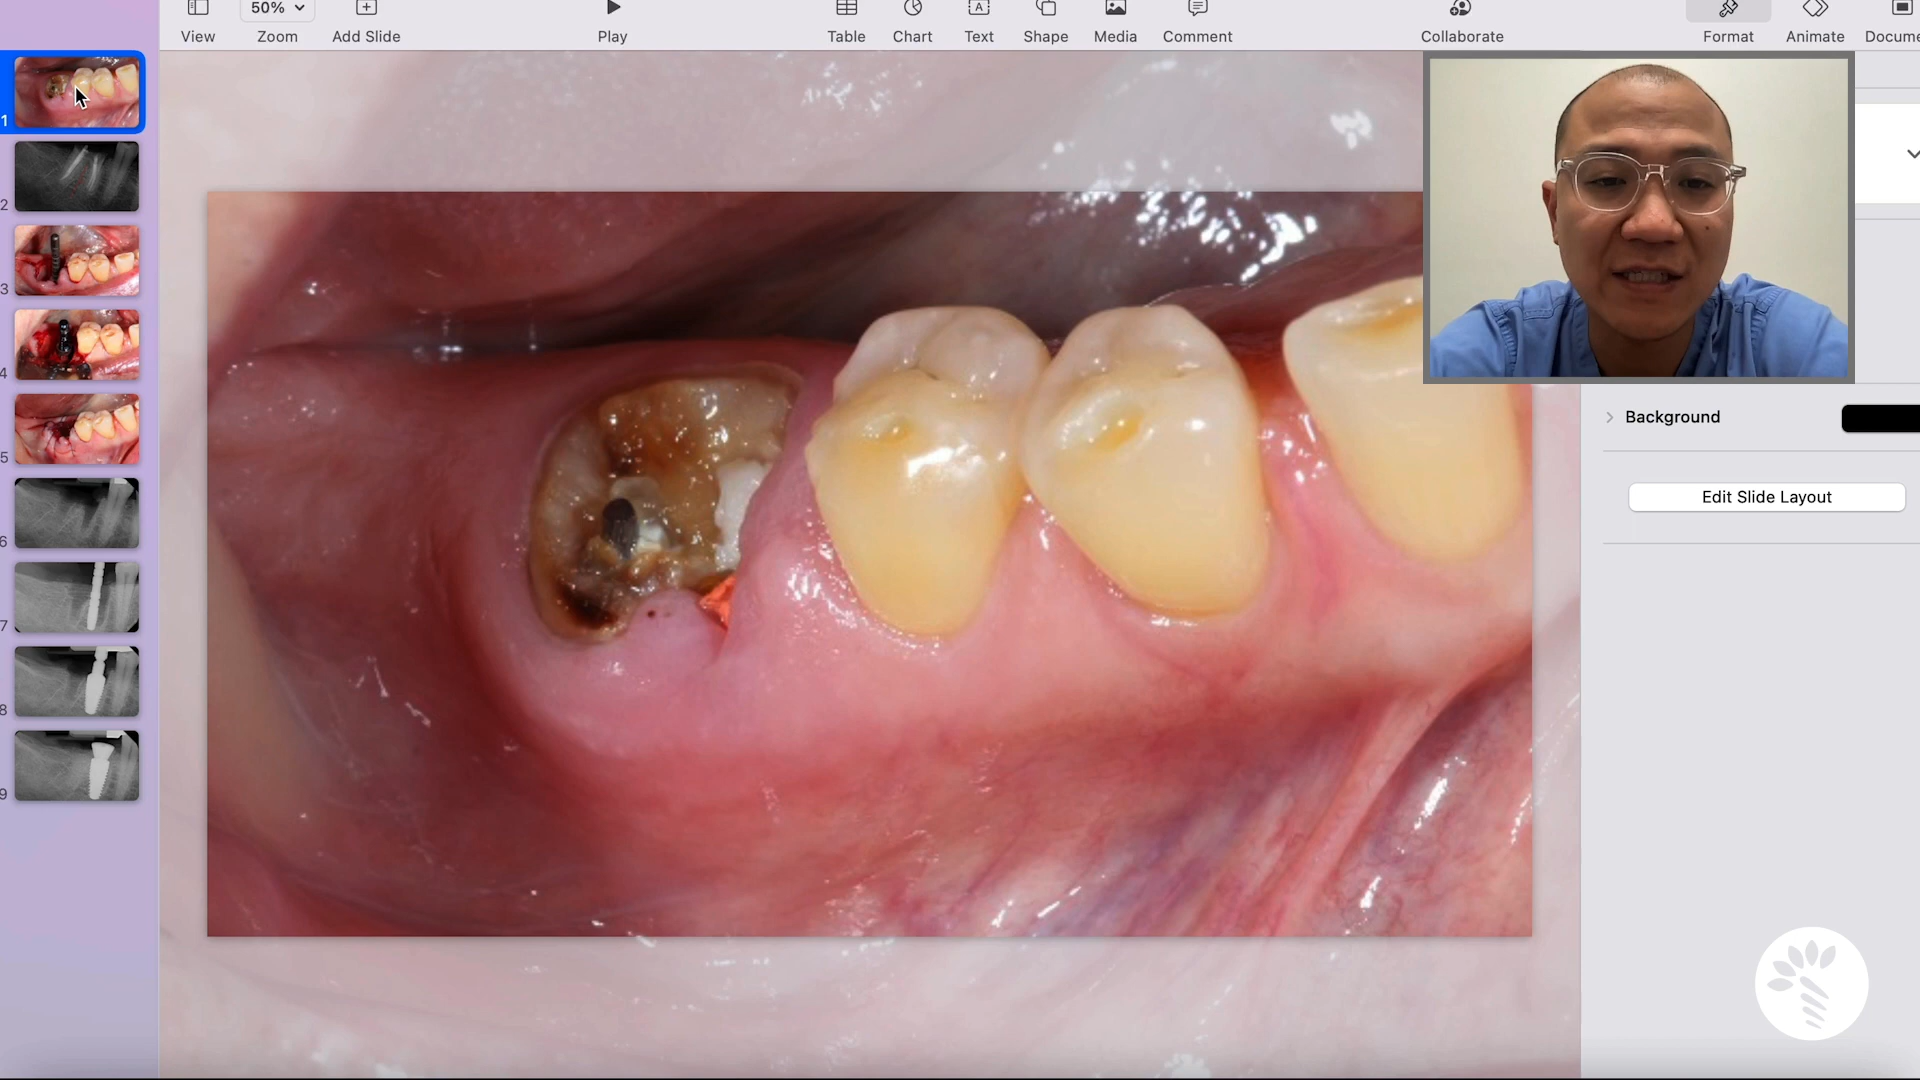 View
50%
Zoom
Add Slide
Play
Table
Chart
Text
Shape
Media
Comment
Collaborate
Format
Animate
Docume
1
2
3
4
5
6
7
8
9
Background
Edit Slide Layout